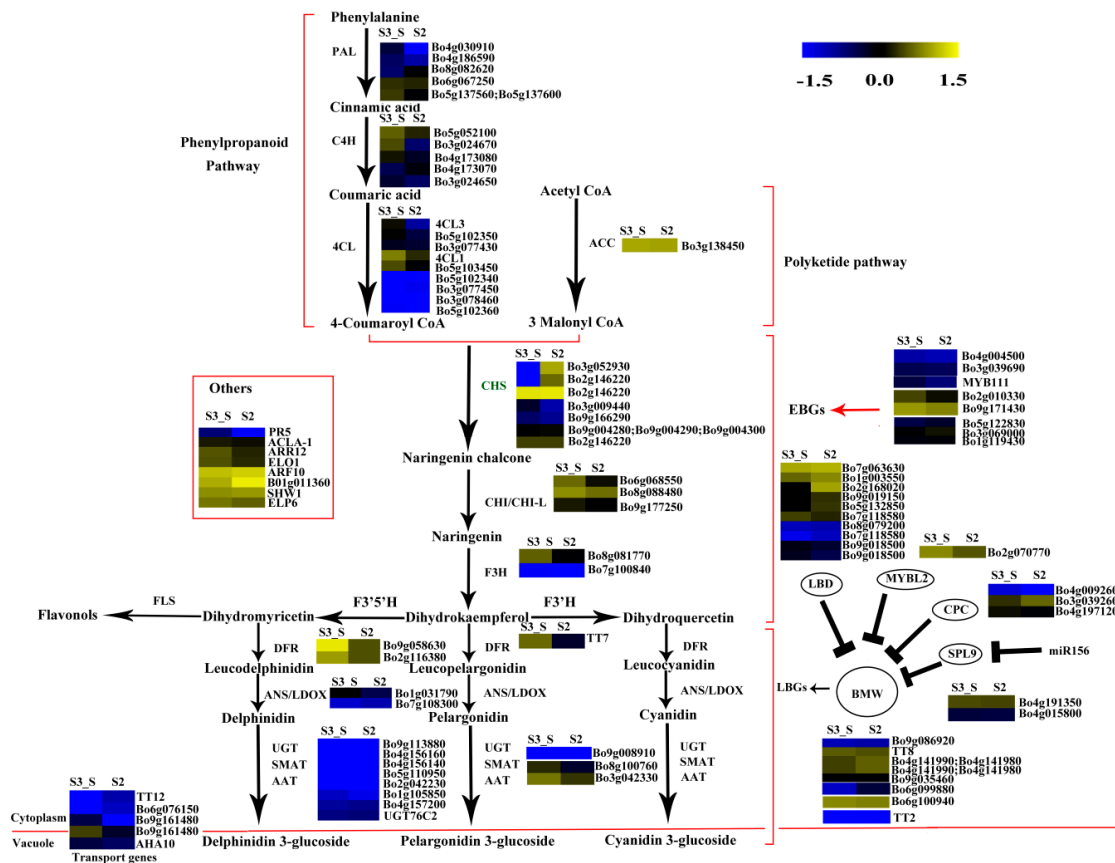 Phenylalanine
S3_S S2
PAL
Bo4g030910
Bo4g186590
Bo8g082620
Bo6g067250
Bo5g137560;Bo5g137600
-1.5 0.0 1.5
Cinnamic acid
S3_S S2
C4H
Bo5g052100
Bo3g024670
Bo4g173080
Bo4g173070
Bo3g024650
Phenylpropanoid
Pathway
Coumaric acid
S3_S S2
4CL
4CL3
Bo5g102350
Bo3g077430
4CL1
Bo5g103450
Bo5g102340
Bo3g077450
Bo3g078460
Bo5g102360
4-Coumaroyl CoA
Acetyl CoA
S3_S S2
ACC
Bo3g138450
Polyketide pathway
3 Malonyl CoA
S3_S S2
CHS
Bo3g052930
Bo2g146220
Bo2g146220
Bo3g009440
Bo9g166290
Bo9g004280;Bo9g004290;Bo9g004300
Bo2g146220
Naringenin chalcone
S3_S S2
CHI/CHI-L
Bo6g068550
Bo8g088480
Bo9g177250
Naringenin
S3_S S2
F3H
Bo8g081770
Bo7g100840
Others
S3_S S2
PR5
ACLA-1
ARR12
ELO1
ARF10
B01g011360
SHW1
ELP6
EBGs
S3_S S2
Bo4g004500
Bo3g039690
MYB111
Bo2g010330
Bo9g171430
Bo5g122830
Bo3g069000
Bo1g119430
S3_S S2
Bo7g063630
Bo1g003550
Bo2g168020
Bo9g019150
Bo5g132850
Bo7g118580
Bo8g079200
Bo7g118580
Bo9g018500
Bo9g018500
S3_S S2
Bo2g070770
S3_S S2
Bo4g009260
Bo3g039260
Bo4g197120
LBD
MYBL2
CPC
SPL9
miR156
LBGs
BMW
S3_S S2
Bo4g191350
Bo4g015800
S3_S S2
Bo9g086920
TT8
Bo4g141990;Bo4g141980
Bo4g141990;Bo4g141980
Bo9g035460
Bo6g099880
Bo6g100940
TT2
Flavonols
FLS
Dihydromyricetin
F3'5'H
Dihydrokaempferol
F3'H
Dihydroquercetin
S3_S S2
DFR
Bo9g058630
Bo2g116380
S3_S S2
DFR
TT7
DFR
Leucodelphinidin
Leucopelargonidin
Leucocyanidin
ANS/LDOX
S3_S S2
Bo1g031790
Bo7g108300
ANS/LDOX
ANS/LDOX
Delphinidin
Pelargonidin
Cyanidin
UGT
SMAT
AAT
S3_S S2
Bo9g113880
Bo4g156160
Bo4g156140
Bo5g110950
Bo2g042230
Bo1g105850
Bo4g157200
UGT76C2
UGT
SMAT
AAT
S3_S S2
Bo9g008910
Bo8g100760
Bo3g042330
UGT
SMAT
AAT
S3_S S2
TT12
Bo6g076150
Bo9g161480
Bo9g161480
AHA10
Cytoplasm
Vacuole
Transport genes
Delphinidin 3-glucoside
Pelargonidin 3-glucoside
Cyanidin 3-glucoside